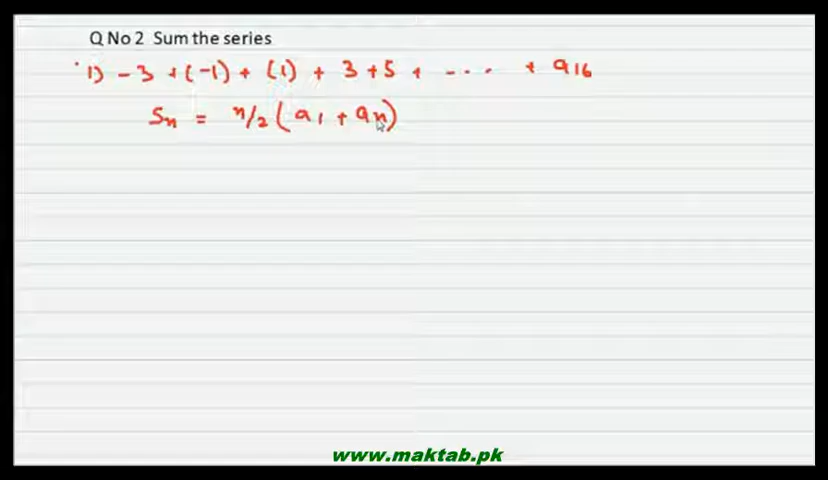 Q No 2 Sum the series
i) -3 + (-1) + (1) + 3 + 5 + ---- + a16
Sn = n/2 (a1 + an)
www.maktab.pk